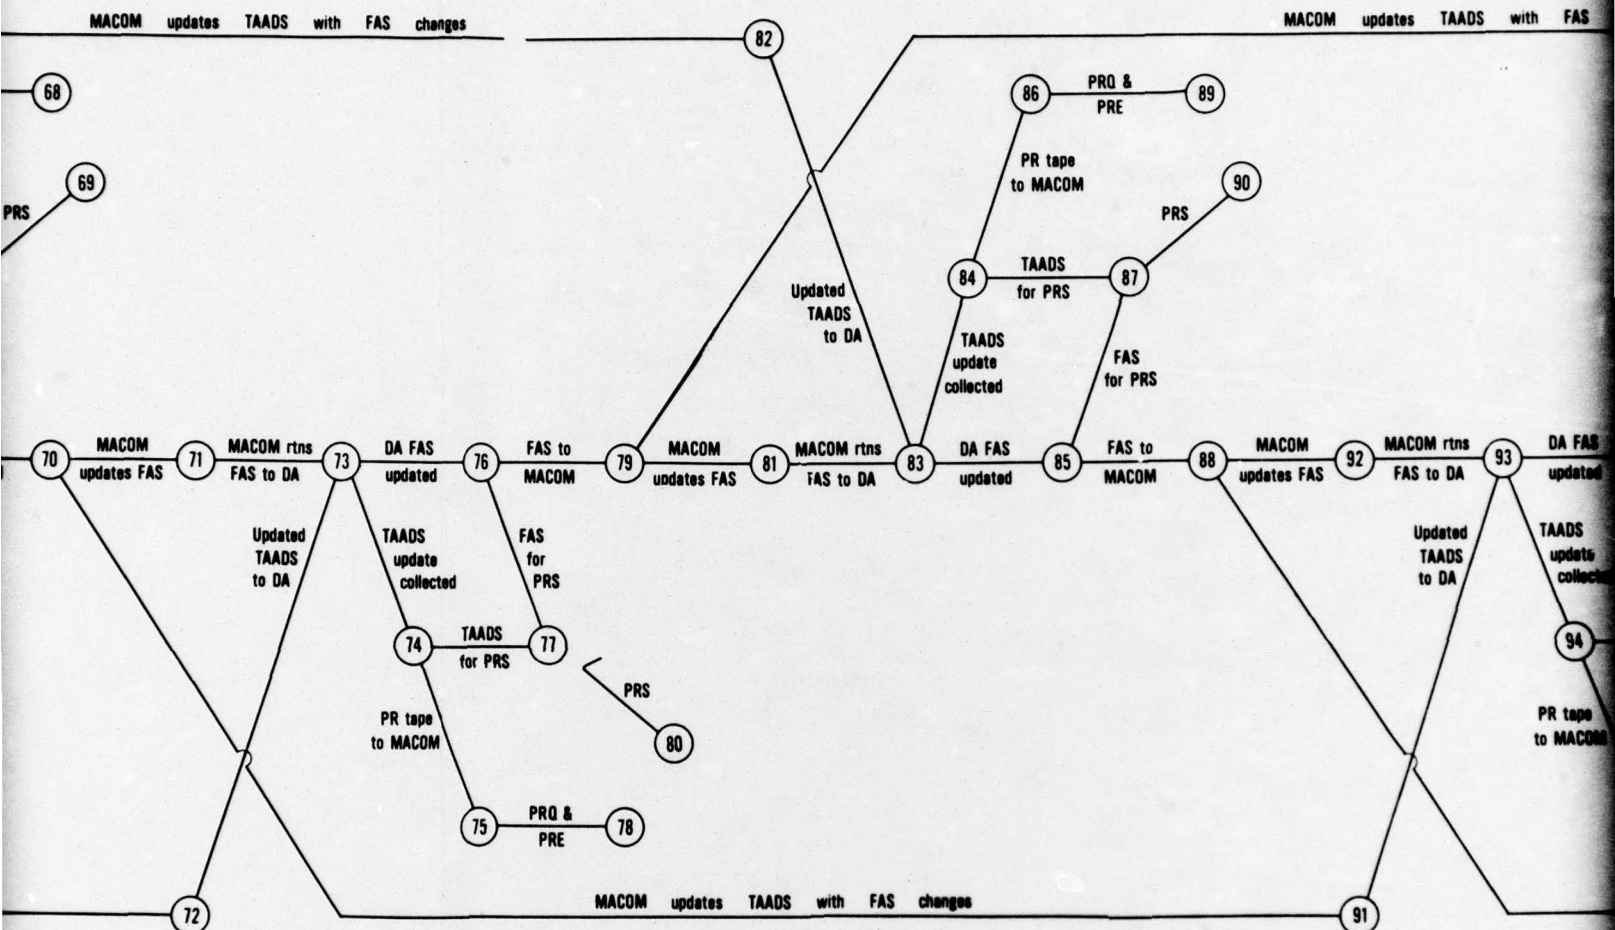 MACOM updates TAADS with FAS changes
82
MACOM updates TAADS with FAS
68
86
PRQ &
PRE
89
69
PRS
PR tape
to MACOM
90
PRS
84
TAADS
for PRS
87
Updated
TAADS
to DA
TAADS
update
collected
FAS
for PRS
70
MACOM
updates FAS
71
MACOM rtns
FAS to DA
73
DA FAS
updated
76
FAS to
MACOM
79
MACOM
updates FAS
81
MACOM rtns
FAS to DA
83
DA FAS
updated
85
FAS to
MACOM
88
MACOM
updates FAS
92
MACOM rtns
FAS to DA
93
DA FAS
updated
Updated
TAADS
to DA
TAADS
update
collected
FAS
for
PRS
Updated
TAADS
to DA
TAADS
update
collec
74
TAADS
for PRS
77
94
PRS
80
PR tape
to MACOM
PR tape
to MACOM
75
PRQ &
PRE
78
72
MACOM updates TAADS with FAS changes
91